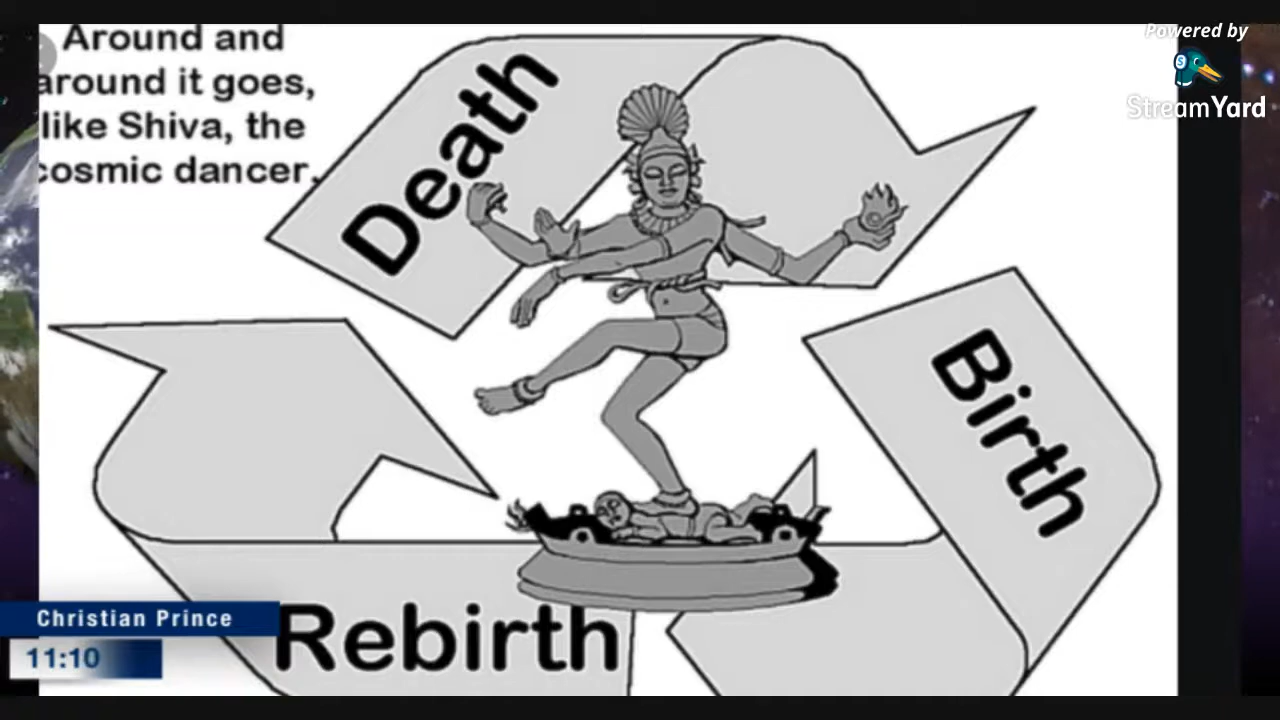 Around and
around it goes,
like Shiva, the
cosmic dancer.
Powered by
StreamYard
Death
Birth
Rebirth
Christian Prince
11:10